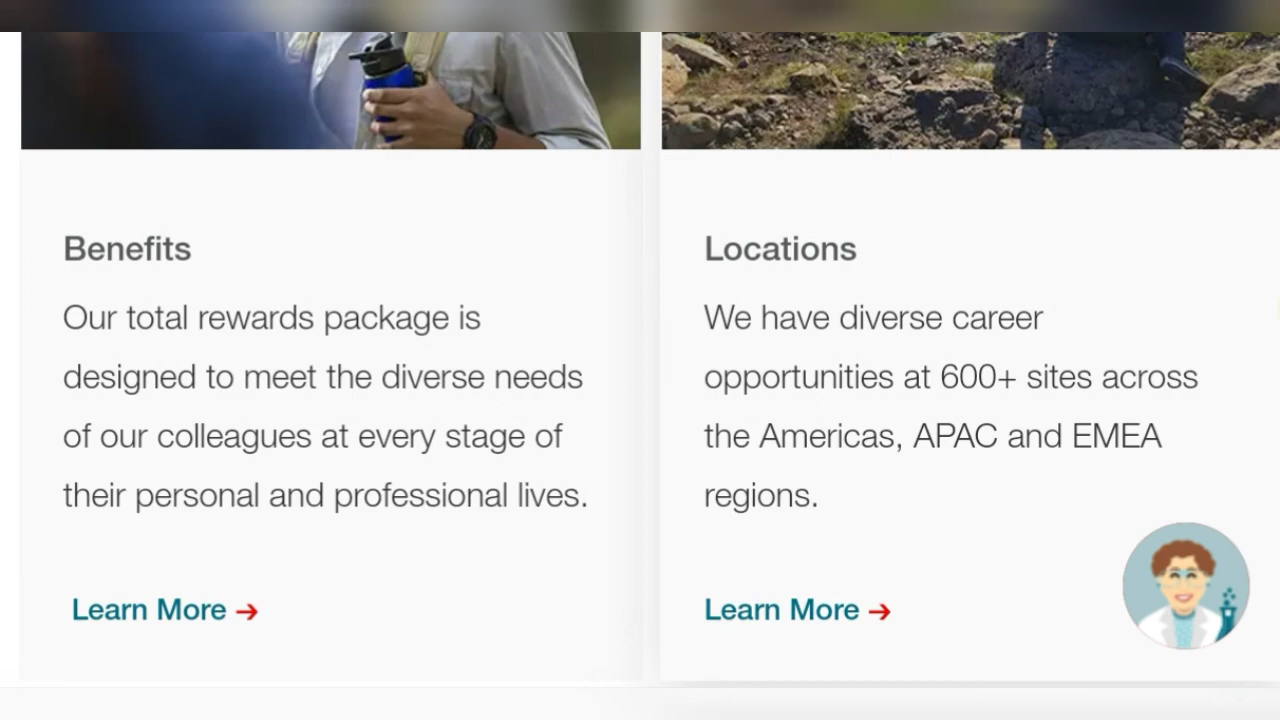 Benefits
Our total rewards package is
designed to meet the diverse needs
of our colleagues at every stage of
their personal and professional lives.
Learn More →
Locations
We have diverse career
opportunities at 600+ sites across
the Americas, APAC and EMEA
regions.
Learn More →